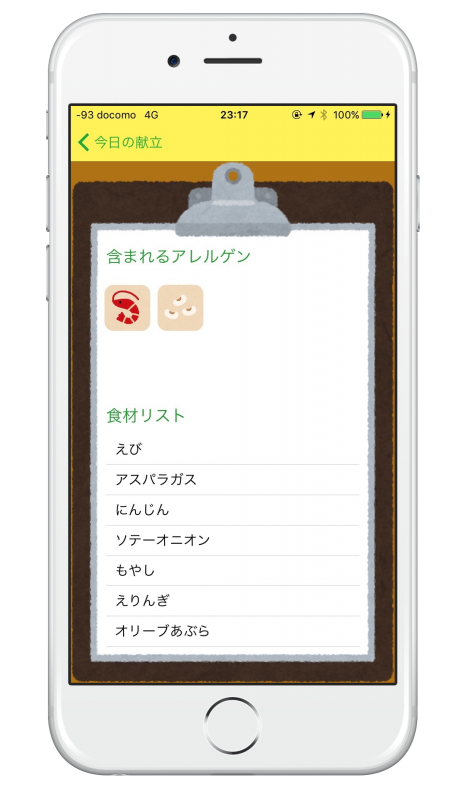 -93 docomo 4G 23:17 100%
今日の献立
含まれるアレルゲン
食材リスト
えび
アスパラガス
にんじん
ソテーオニオン
もやし
えりんぎ
オリーブあぶら